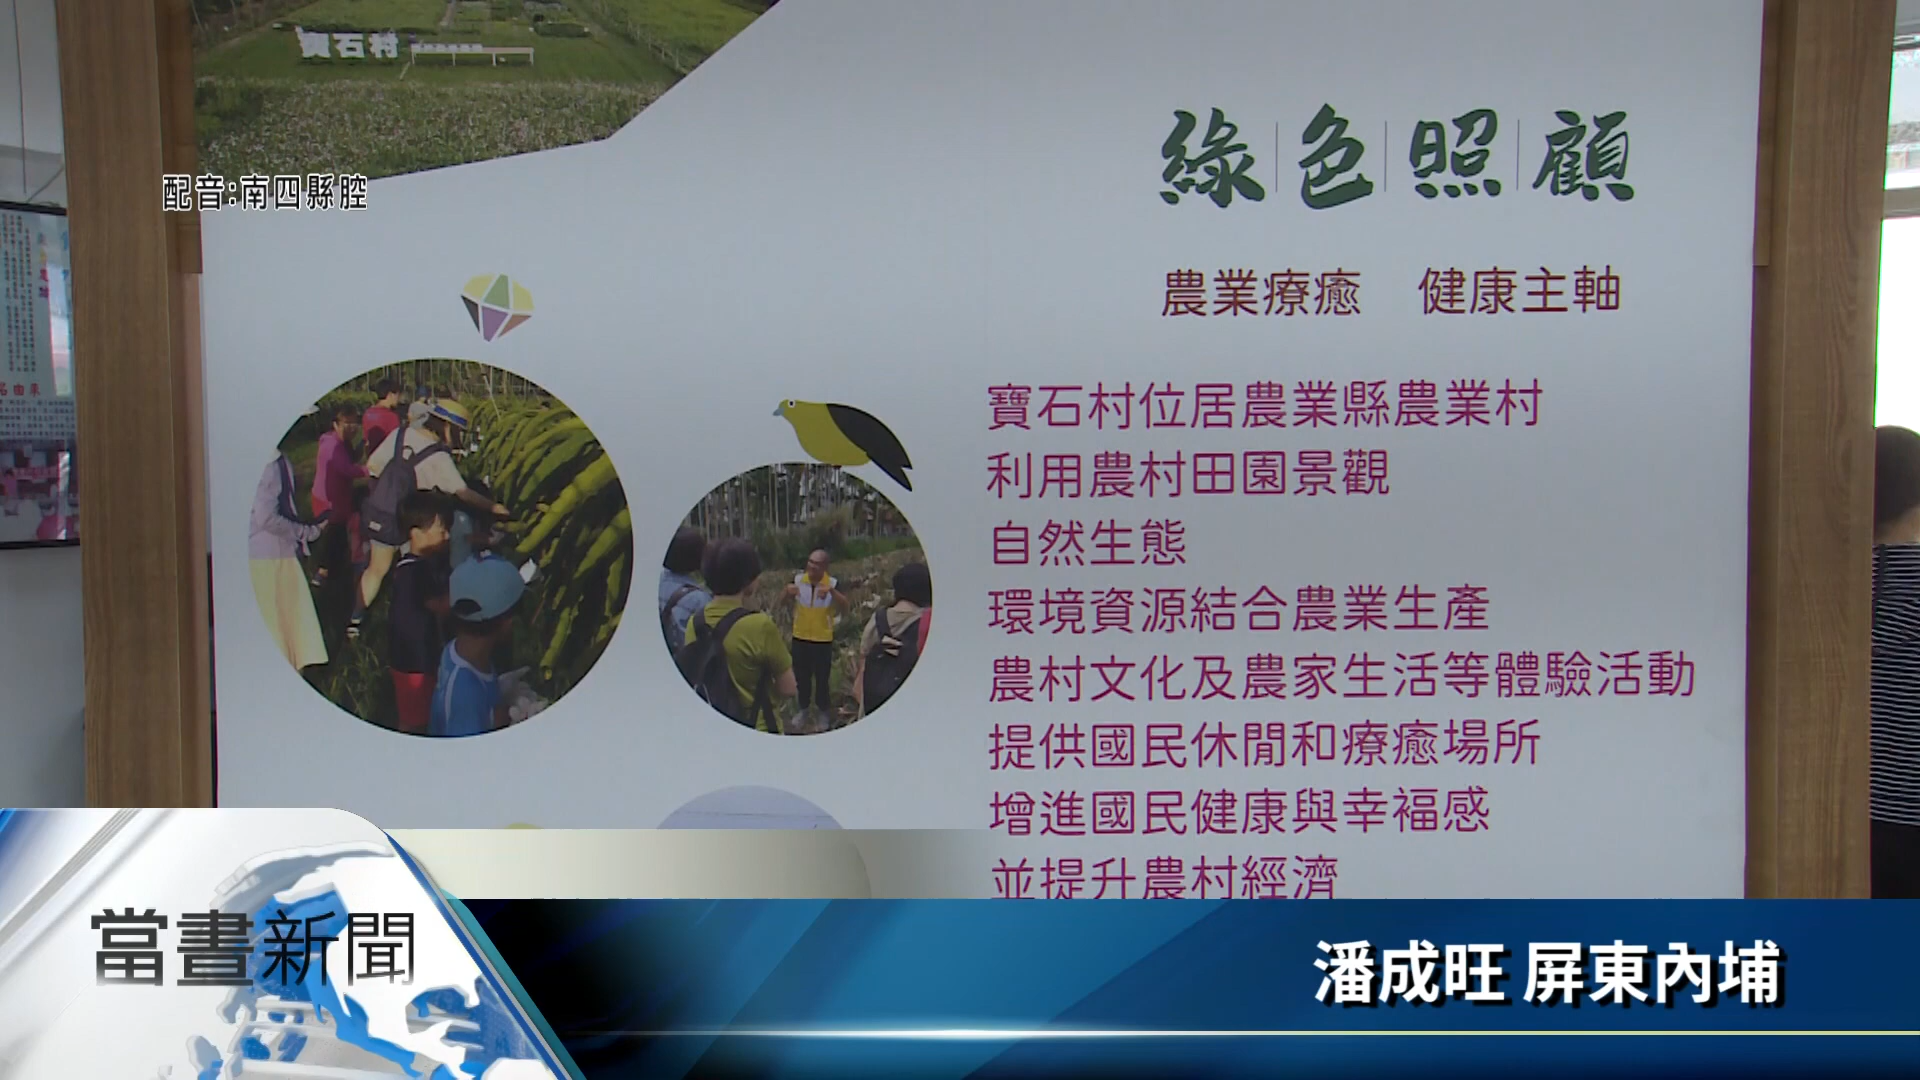 寶石村
配音:南四縣腔
綠色照顧
農業療癒　健康主軸
寶石村位居農業縣農業村
利用農村田園景觀
自然生態
環境資源結合農業生產
農村文化及農家生活等體驗活動
提供國民休閒和療癒場所
增進國民健康與幸福感
並提升農村經濟
當晝新聞
潘成旺 屏東內埔